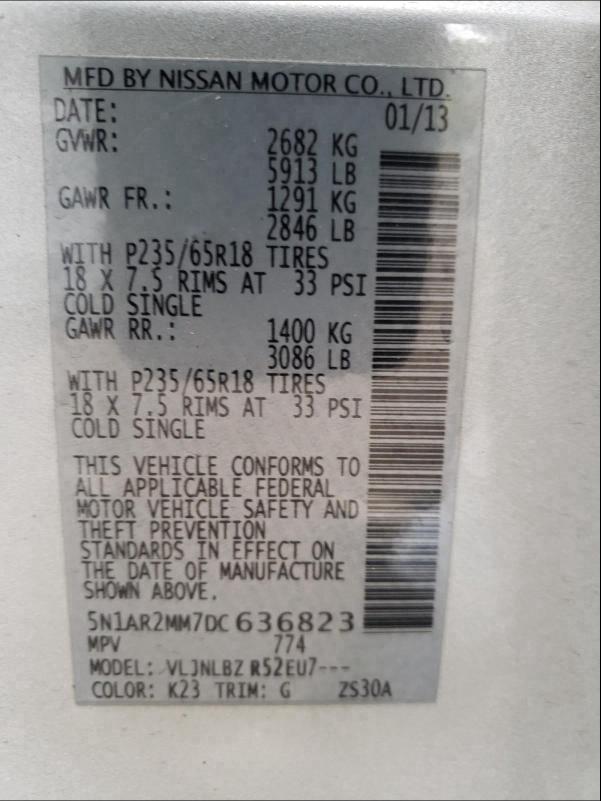 MFD BY NISSAN MOTOR CO., LTD.
DATE: 01/13
GVWR: 2682 KG
5913 LB
GAWR FR.: 1291 KG
2846 LB
WITH P235/65R18 TIRES
18 X 7.5 RIMS AT 33 PSI
COLD SINGLE
GAWR RR.: 1400 KG
3086 LB
WITH P235/65R18 TIRES
18 X 7.5 RIMS AT 33 PSI
COLD SINGLE
THIS VEHICLE CONFORMS TO
ALL APPLICABLE FEDERAL
MOTOR VEHICLE SAFETY AND
THEFT PREVENTION
STANDARDS IN EFFECT ON
THE DATE OF MANUFACTURE
SHOWN ABOVE.
5N1AR2MM7DC 636823
MPV 774
MODEL: VLJNLBZ R52EU7---
COLOR: K23 TRIM: G ZS30A